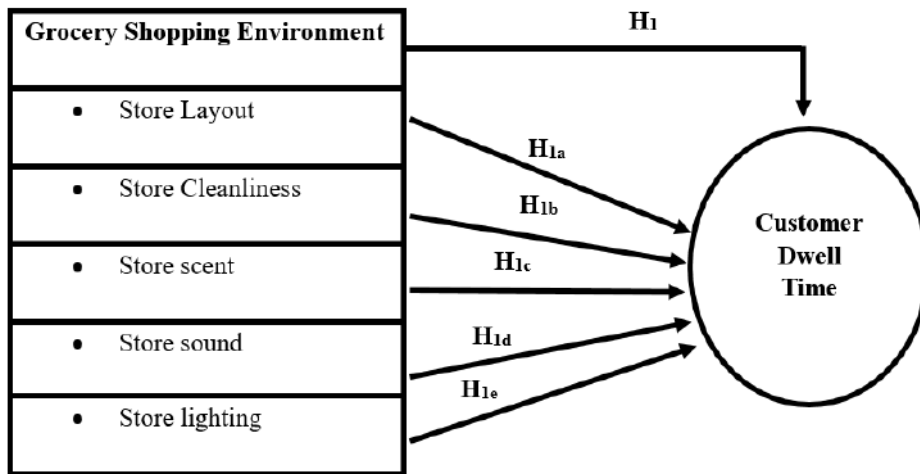 Grocery Shopping Environment
H1
• Store Layout
H1a
• Store Cleanliness
H1b
• Store scent
H1c
• Store sound
H1d
• Store lighting
H1e
Customer
Dwell
Time